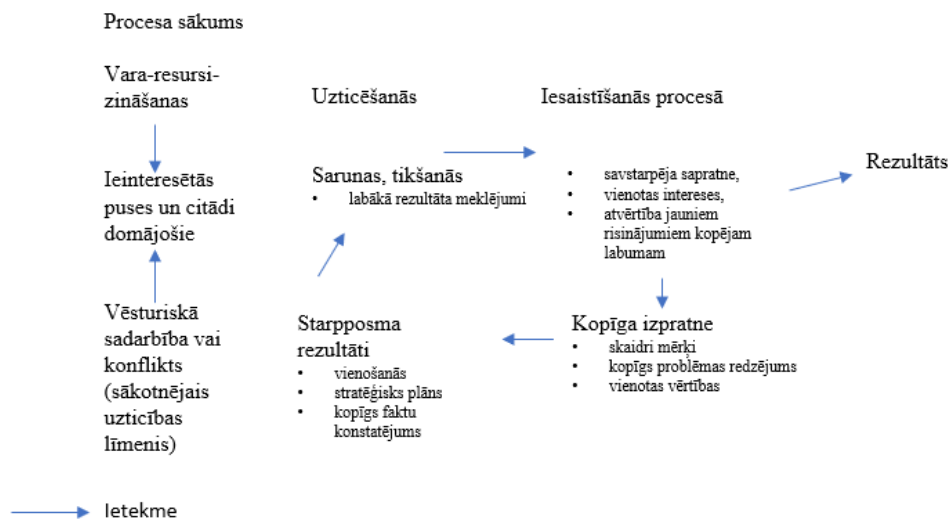 Procesa sākums
Vara-resursi-
zināšanas
Ieinteresētās
puses un citādi
domājošie
Vēsturiskā
sadarbība vai
konflikts
(sākotnējais
uzticības
līmenis)
Uzticēšanās
Sarunas, tikšanās
• labākā rezultāta meklējumi
Starpposma
rezultāti
• vienošanās
• stratēģisks plāns
• kopīgs faktu
konstatējums
Iesaistīšanās procesā
• savstarpēja sapratne,
• vienotas intereses,
• atvērtība jauniem
risinājumiem kopējam
labumam
Kopīga izpratne
• skaidri mērķi
• kopīgs problēmas redzējums
• vienotas vērtības
Rezultāts
Ietekme